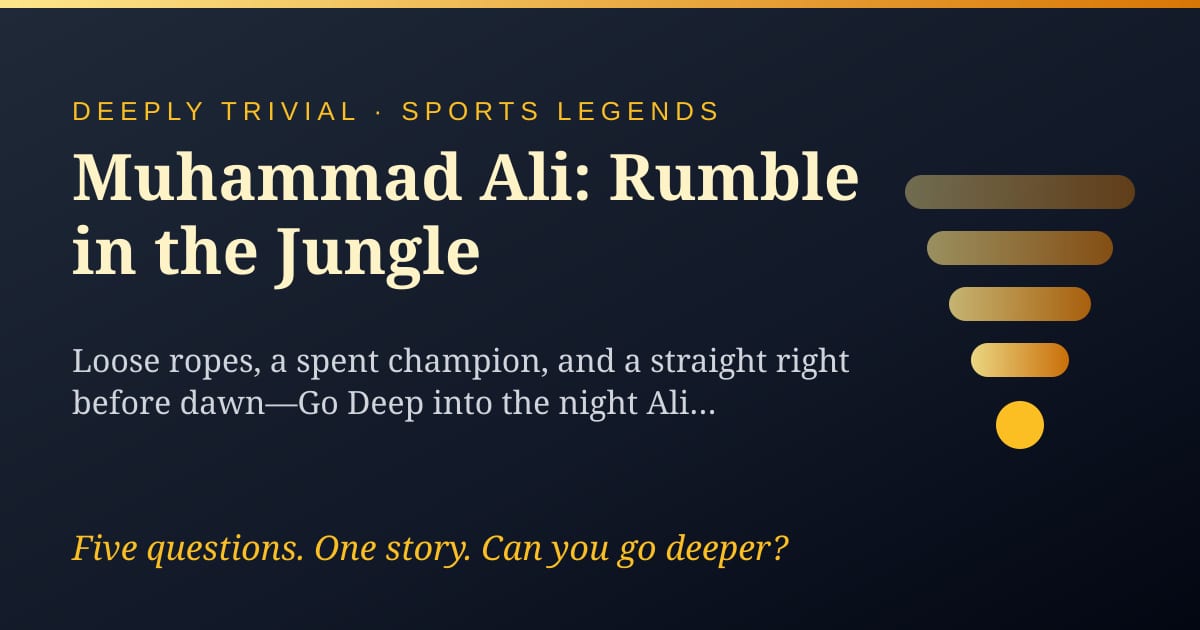 DEEPLY TRIVIAL · SPORTS LEGENDS
Muhammad Ali: Rumble
in the Jungle
Loose ropes, a spent champion, and a straight right
before dawn—Go Deep into the night Ali…
Five questions. One story. Can you go deeper?